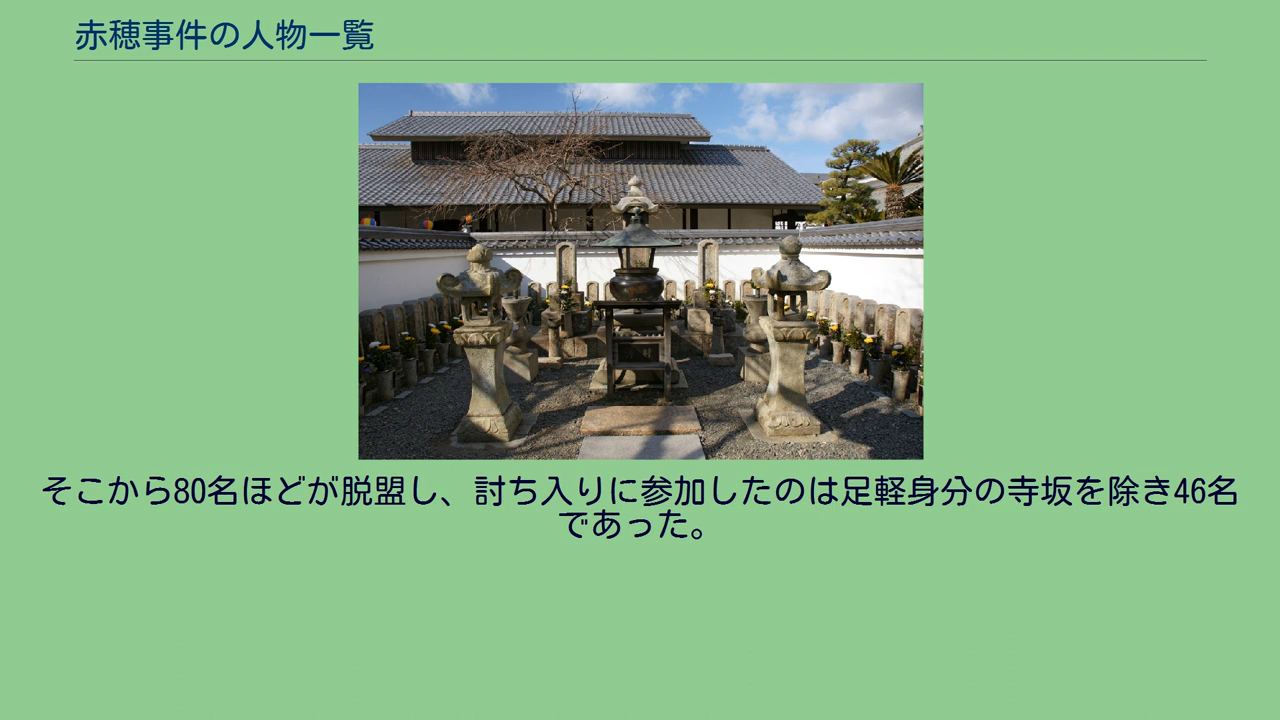 赤穂事件の人物一覧
そこから80名ほどが脱盟し、討ち入りに参加したのは足軽身分の寺坂を除き46名
であった。